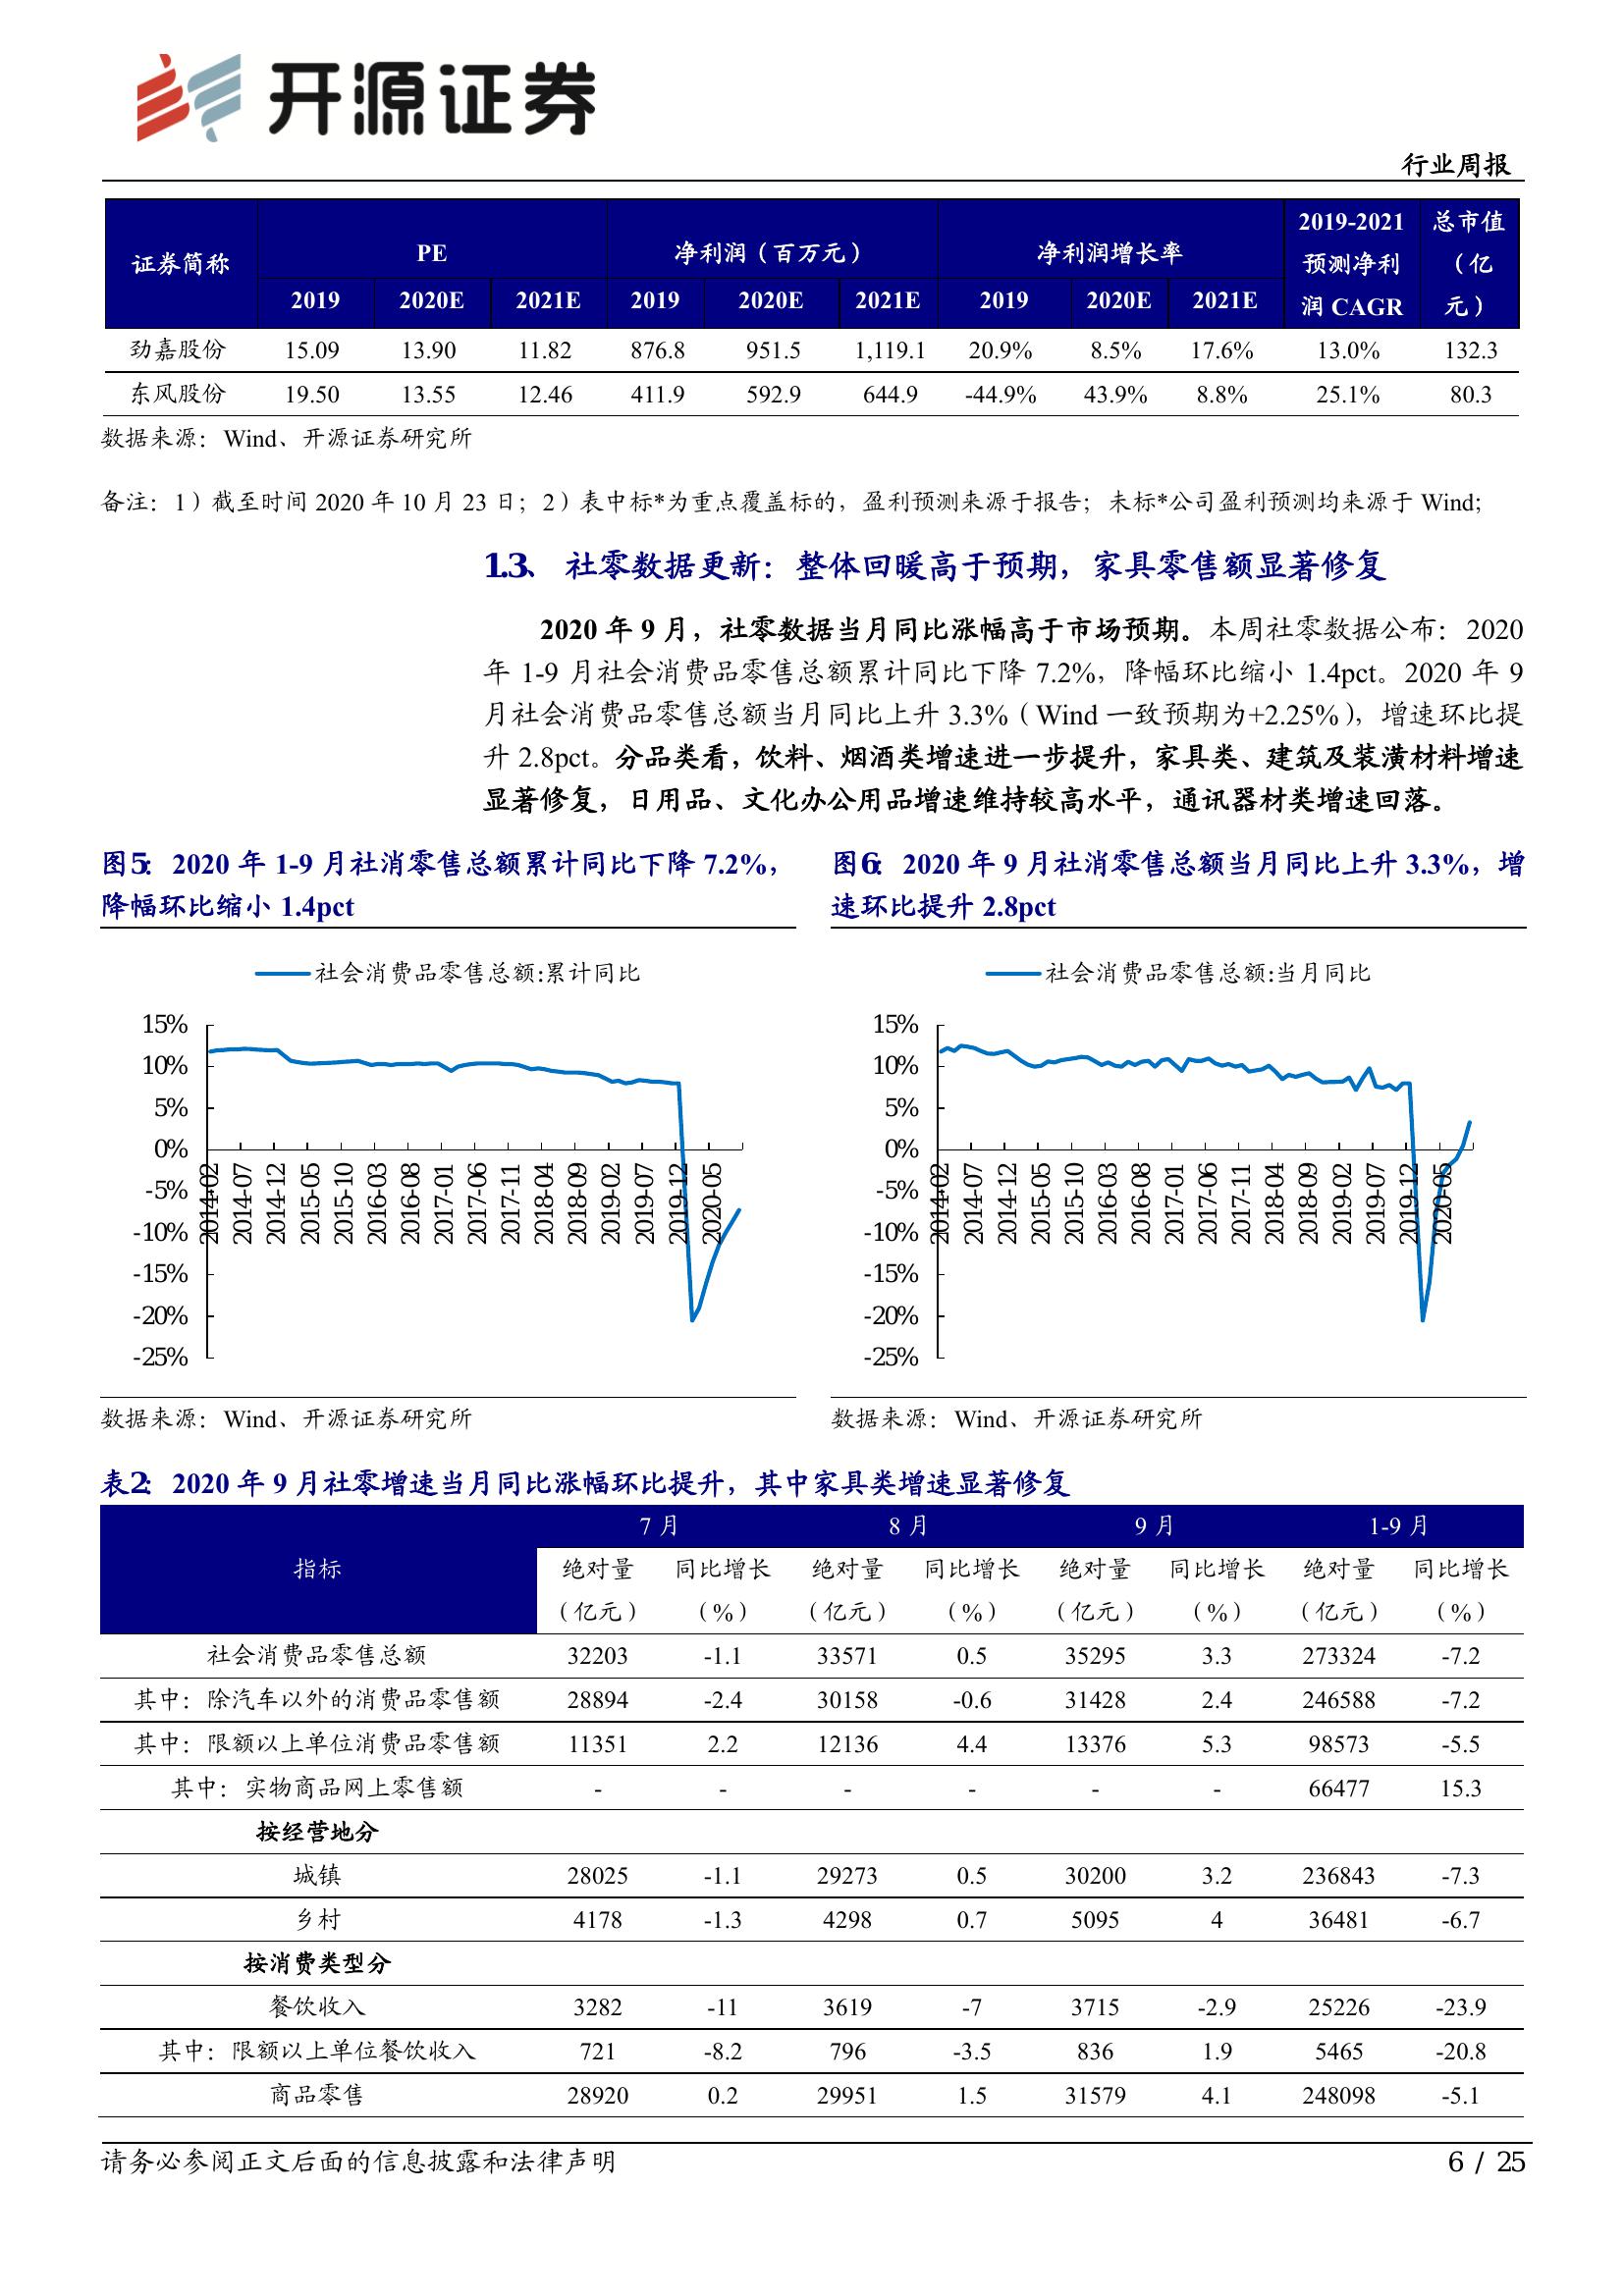 开源证券
行业周报
证券简称 PE 净利润（百万元） 净利润增长率 2019-2021 预测净利润 CAGR 总市值（亿元）
2019 2020E 2021E 2019 2020E 2021E 2019 2020E 2021E
劲嘉股份 15.09 13.90 11.82 876.8 951.5 1,119.1 20.9% 8.5% 17.6% 13.0% 132.3
东风股份 19.50 13.55 12.46 411.9 592.9 644.9 -44.9% 43.9% 8.8% 25.1% 80.3
数据来源：Wind、开源证券研究所
备注：1）截至时间 2020 年 10 月 23 日；2）表中标*为重点覆盖标的，盈利预测来源于报告；未标*公司盈利预测均来源于 Wind;
1.3、 社零数据更新：整体回暖高于预期，家具零售额显著修复
2020 年 9 月，社零数据当月同比涨幅高于市场预期。本周社零数据公布：2020
年 1-9 月社会消费品零售总额累计同比下降 7.2%，降幅环比缩小 1.4pct。2020 年 9
月社会消费品零售总额当月同比上升 3.3%（Wind 一致预期为+2.25%），增速环比提
升 2.8pct。分品类看，饮料、烟酒类增速进一步提升，家具类、建筑及装潢材料增速
显著修复，日用品、文化办公用品增速维持较高水平，通讯器材类增速回落。
图5：2020 年 1-9 月社消零售总额累计同比下降 7.2%，
降幅环比缩小 1.4pct
社会消费品零售总额:累计同比
15%
10%
5%
0%
-5%
-10%
-15%
-20%
-25%
2014-02 2014-07 2014-12 2015-05 2015-10 2016-03 2016-08 2017-01 2017-06 2017-11 2018-04 2018-09 2019-02 2019-07 2019-12 2020-05
数据来源：Wind、开源证券研究所
图6：2020 年 9 月社消零售总额当月同比上升 3.3%，增
速环比提升 2.8pct
社会消费品零售总额:当月同比
15%
10%
5%
0%
-5%
-10%
-15%
-20%
-25%
2014-02 2014-07 2014-12 2015-05 2015-10 2016-03 2016-08 2017-01 2017-06 2017-11 2018-04 2018-09 2019-02 2019-07 2019-12 2020-05
数据来源：Wind、开源证券研究所
表2：2020 年 9 月社零增速当月同比涨幅环比提升，其中家具类增速显著修复
指标 7 月 8 月 9 月 1-9 月
绝对量 同比增长 绝对量 同比增长 绝对量 同比增长 绝对量 同比增长
（亿元） （%） （亿元） （%） （亿元） （%） （亿元） （%）
社会消费品零售总额 32203 -1.1 33571 0.5 35295 3.3 273324 -7.2
其中：除汽车以外的消费品零售额 28894 -2.4 30158 -0.6 31428 2.4 246588 -7.2
其中：限额以上单位消费品零售额 11351 2.2 12136 4.4 13376 5.3 98573 -5.5
其中：实物商品网上零售额 - - - - - - 66477 15.3
按经营地分
城镇 28025 -1.1 29273 0.5 30200 3.2 236843 -7.3
乡村 4178 -1.3 4298 0.7 5095 4 36481 -6.7
按消费类型分
餐饮收入 3282 -11 3619 -7 3715 -2.9 25226 -23.9
其中：限额以上单位餐饮收入 721 -8.2 796 -3.5 836 1.9 5465 -20.8
商品零售 28920 0.2 29951 1.5 31579 4.1 248098 -5.1
请务必参阅正文后面的信息披露和法律声明
6 / 25